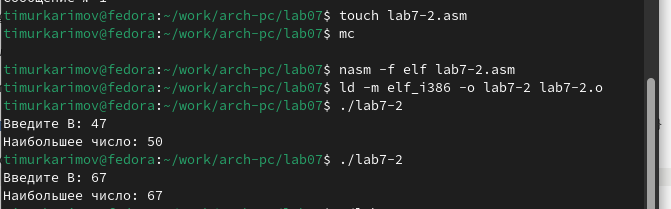 Сообщение № 1
timurkarimov@fedora:~/work/arch-pc/lab07$ touch lab7-2.asm
timurkarimov@fedora:~/work/arch-pc/lab07$ mc
timurkarimov@fedora:~/work/arch-pc/lab07$ nasm -f elf lab7-2.asm
timurkarimov@fedora:~/work/arch-pc/lab07$ ld -m elf_i386 -o lab7-2 lab7-2.o
timurkarimov@fedora:~/work/arch-pc/lab07$ ./lab7-2
Введите В: 47
Наибольшее число: 50
timurkarimov@fedora:~/work/arch-pc/lab07$ ./lab7-2
Введите В: 67
Наибольшее число: 67